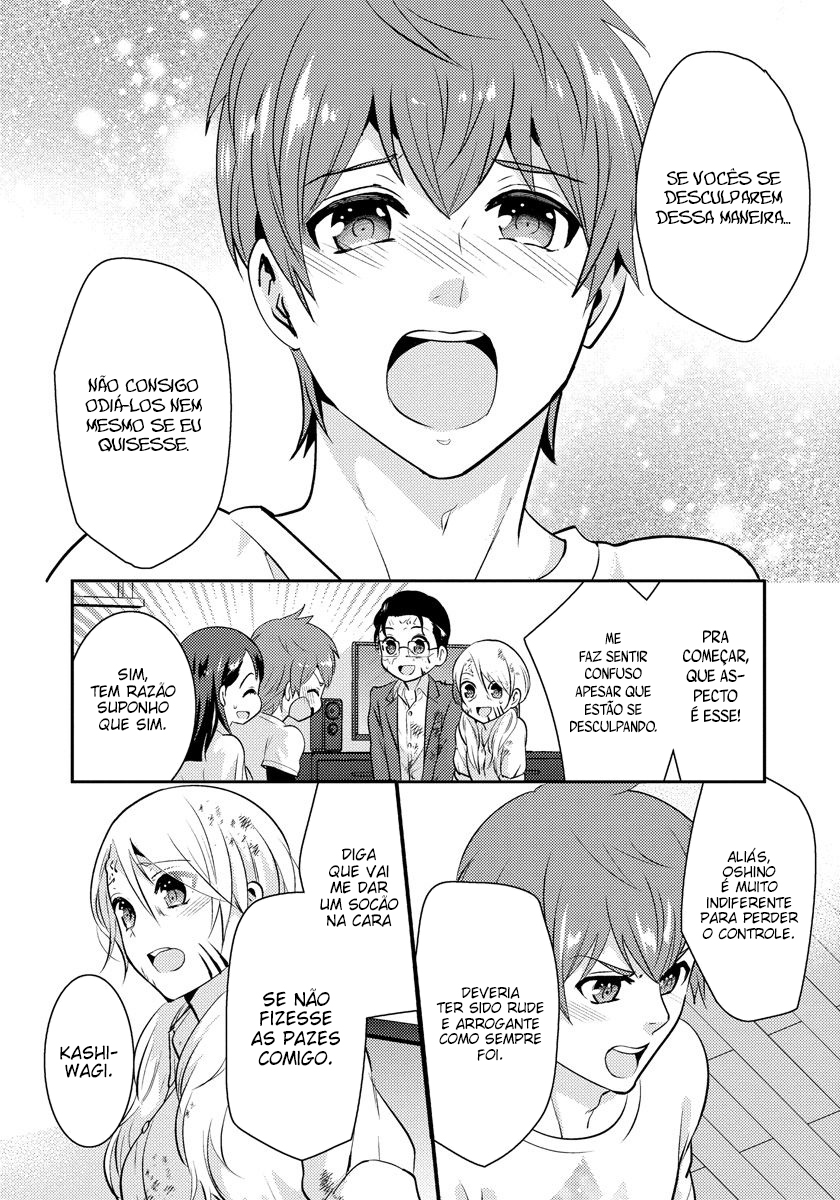 SE VOCÊS SE
DESCULPAREM
DESSA MANEIRA...
NÃO CONSIGO
ODIÁ-LOS NEM
MESMO SE EU
QUISESSE.
PRA
COMEÇAR,
QUE AS-
PECTO
É ESSE!
ME
FAZ SENTIR
CONFUSO
APESAR QUE
ESTÃO SE
DESCULPANDO.
SIM,
TEM RAZÃO
SUPONHO
QUE SIM.
ALIÁS,
OSHINO
É MUITO
INDIFERENTE
PARA PERDER
O CONTROLE.
DEVERIA
TER SIDO RUDE
E ARROGANTE
COMO SEMPRE
FOI.
DIGA
QUE VAI
ME DAR
UM SOCÃO
NA CARA
SE NÃO
FIZESSE
AS PAZES
COMIGO.
KASHI-
WAGI.